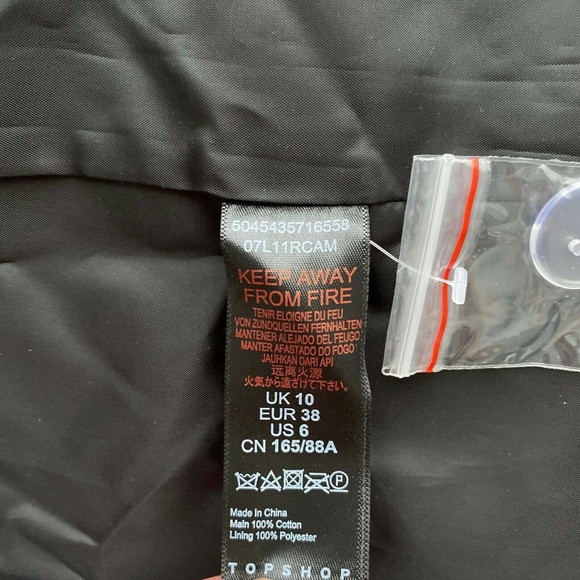 5045435716558
07L11RCAM
KEEP AWAY
FROM FIRE
TENIR ELOIGNE DU FEU
VON ZUNDQUELLEN FERNHALTEN
MANTENER ALEJADO DEL FEUGO
MANTER AFASTADO DO FOGO
JAUHKAN DARI API
远离火源
火気から遠ざけて下さい。
UK 10
EUR 38
US 6
CN 165/88A
P
Made In China
Main 100% Cotton
Lining 100% Polyester
TOPSHOP